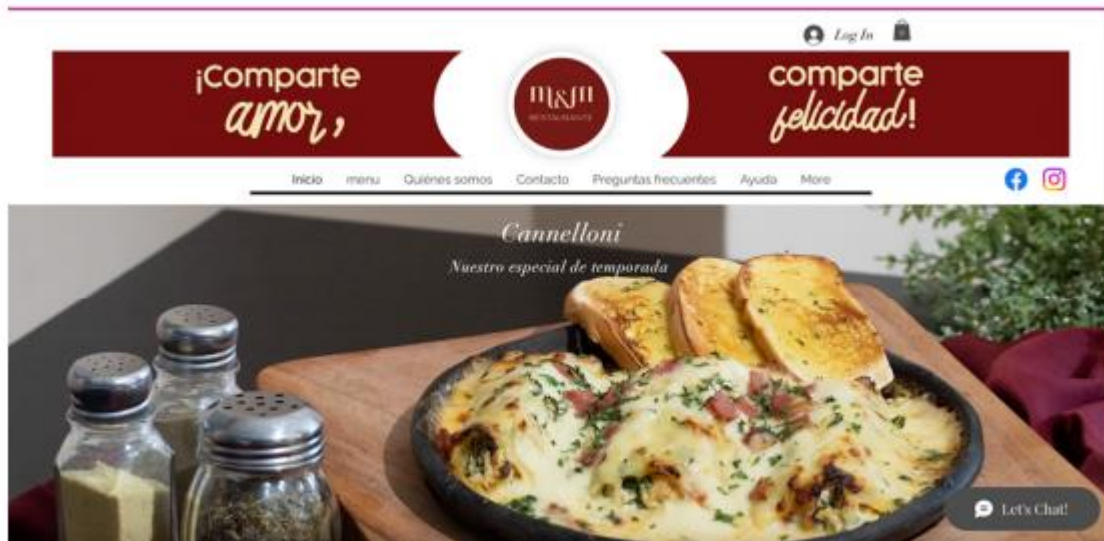 Log In
¡Comparte
amor,
m&m
RESTAURANTE
comparte
felicidad!
Inicio menu Quiénes somos Contacto Preguntas frecuentes Ayuda More
Cannelloni
Nuestro especial de temporada
Let's Chat!